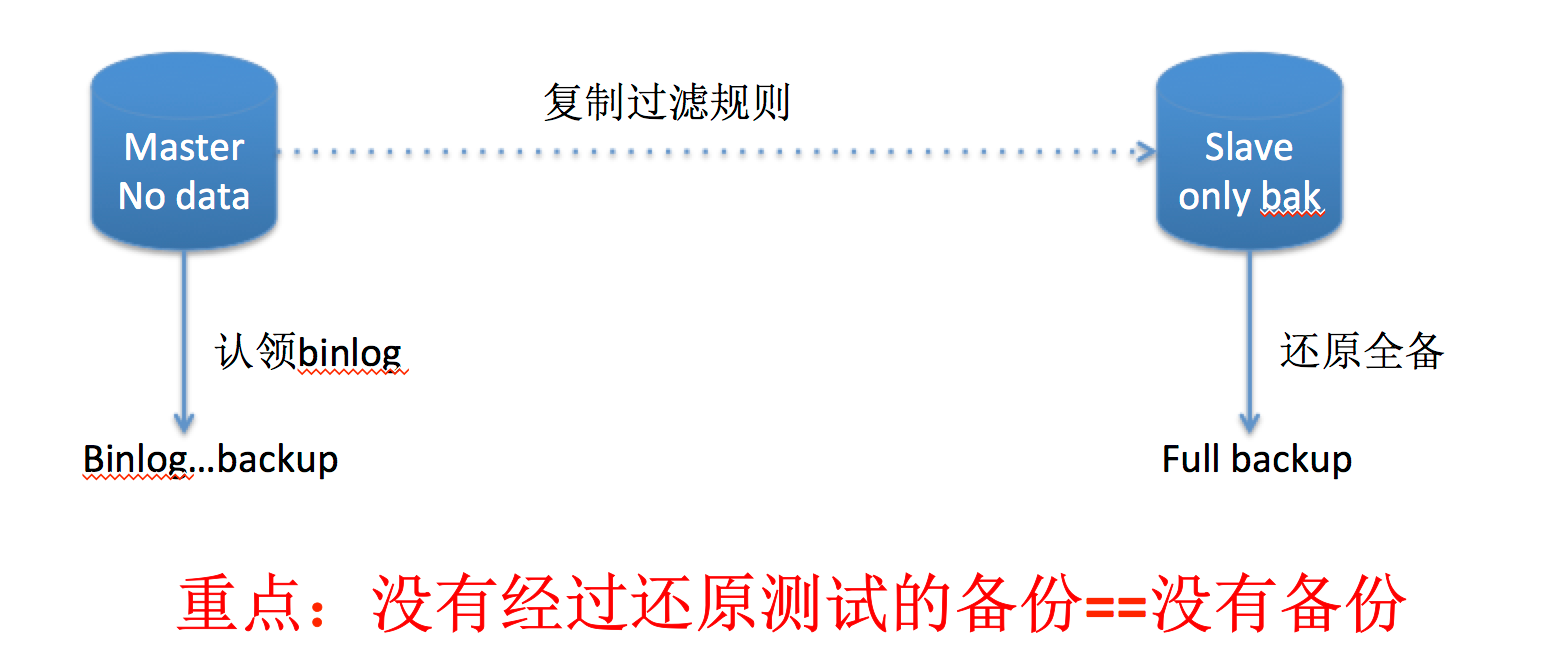 复制过滤规则
Master
No data
Slave
only bak
认领binlog
还原全备
Binlog...backup
Full backup
重点：没有经过还原测试的备份==没有备份